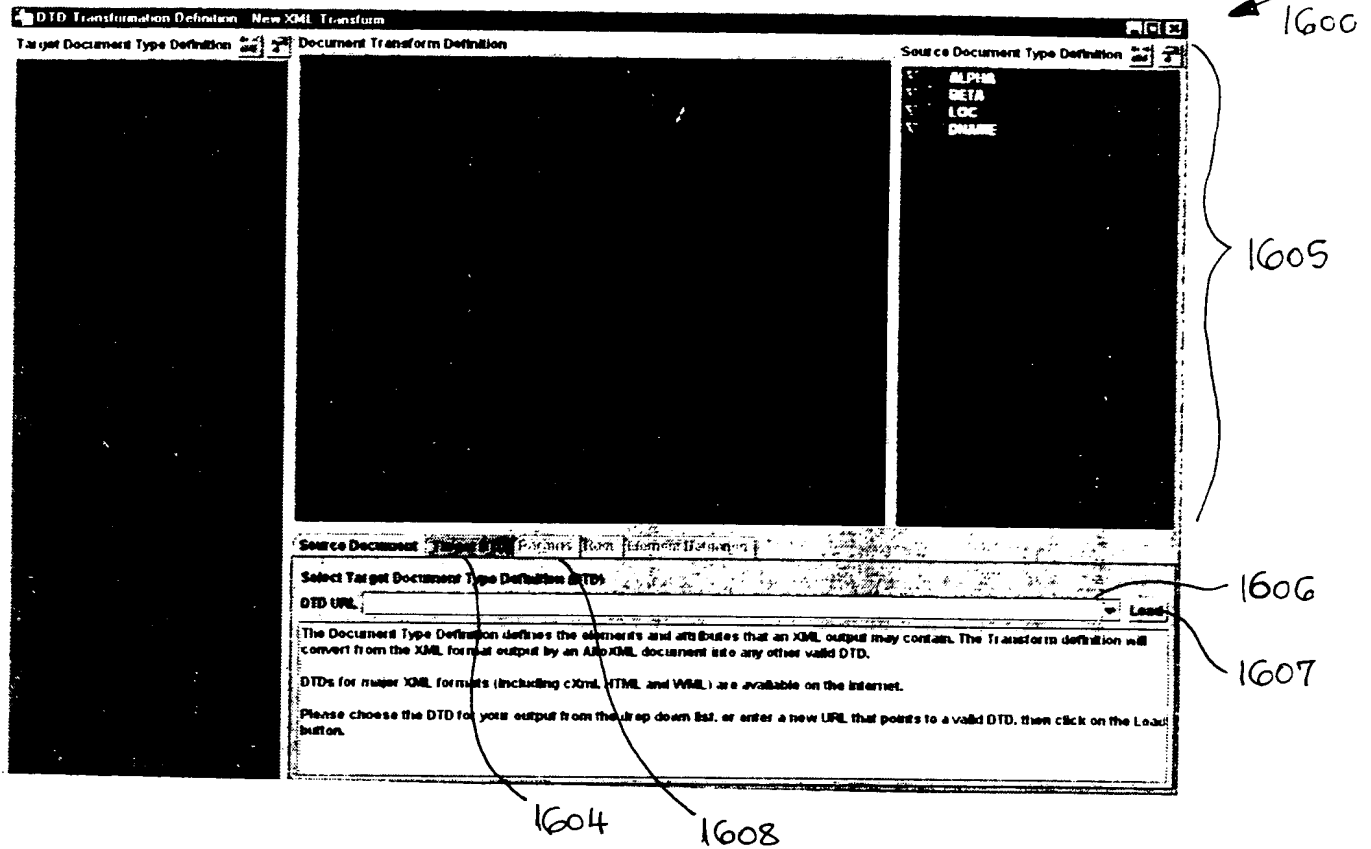 1600
DTD Transformation Definition New XML Transform
Target Document Type Definition
Document Transform Definition
Source Document Type Definition
ALPHA
BETA
LOC
DNAME
1605
Source Document Target DTD Root Element Definition
Select Target Document Type Definition (DTD)
1606
DTD URL
Load
The Document Type Definition defines the elements and attributes that an XML output may contain. The Transform definition will
convert from the XML format output by an XML document into any other valid DTD.
1607
DTDs for major XML formats (including cXml, HTML and WML) are available on the internet.
Please choose the DTD for your output from the drop down list, or enter a new URL that points to a valid DTD, then click on the Load
button.
1604
1608